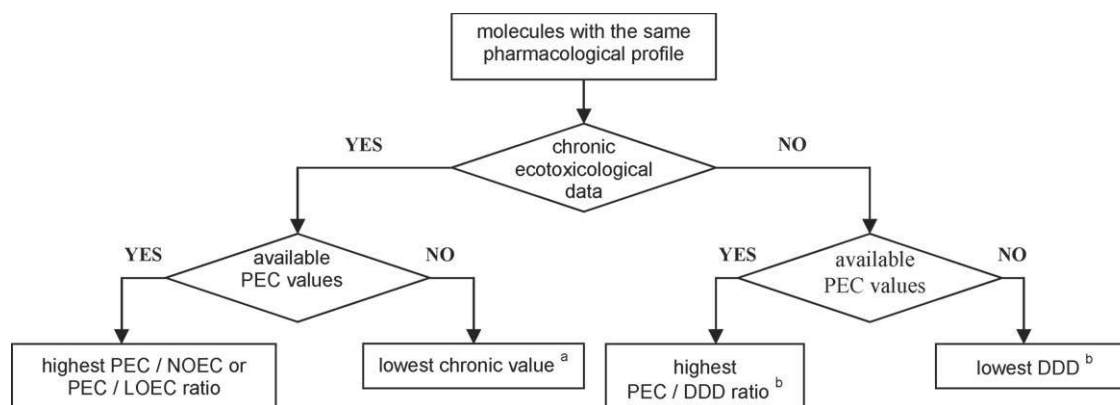 molecules with the same
pharmacological profile
YES
chronic
ecotoxicological
data
NO
YES
available
PEC values
NO
YES
available
PEC values
NO
highest PEC / NOEC or
PEC / LOEC ratio
lowest chronic value a
highest
PEC / DDD ratio b
lowest DDD b